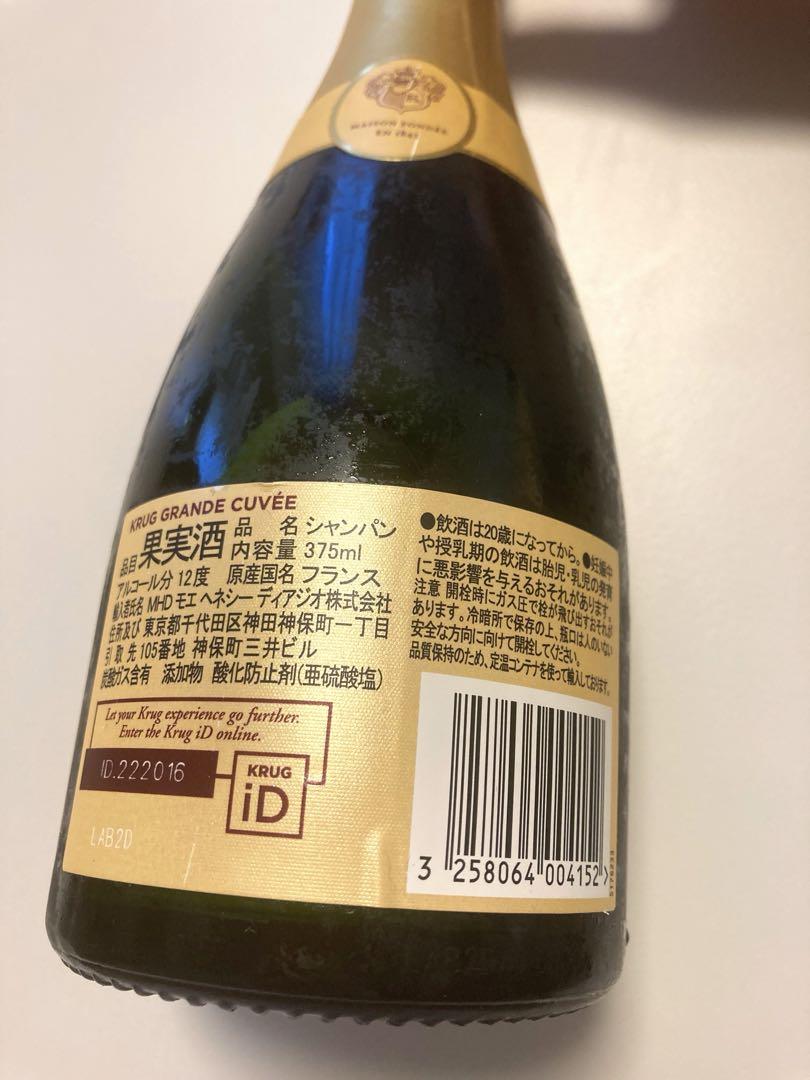 MAISON FONDÉE
EN 1843
KRUG GRANDE CUVÉE
品目 果実酒 品名 シャンパン
内容量 375ml
アルコール分 12度 原産国名 フランス
輸入者氏名 MHD モエ ヘネシー ディアジオ株式会社
住所及び 東京都千代田区神田神保町一丁目
引取先 105番地 神保町三井ビル
炭酸ガス含有 添加物 酸化防止剤(亜硫酸塩)
Let your Krug experience go further.
Enter the Krug iD online.
ID.222016
KRUG
iD
LAB2D
●飲酒は20歳になってから。●妊娠中
や授乳期の飲酒は胎児・乳児の発育
に悪影響を与えるおそれがあります。
注意 開栓時にガス圧で栓が飛び出すおそれが
あります。冷暗所で保存の上、瓶口は人のいない
安全な方向に向けて開栓してください。
品質保持のため、定温コンテナを使って輸入しております。
3 258064 004152 >